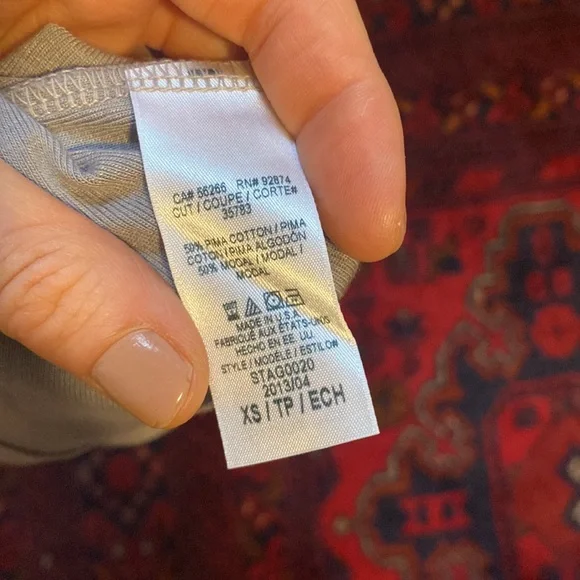 CA# 56266 RN# 92874
CUT / COUPE / CORTE#
35783
50% PIMA COTTON / PIMA
COTON / PIMA ALGODÓN
50% MODAL / MODAL /
MODAL
MADE IN U.S.A.
FABRIQUÉ AUX ÉTATS-UNIS
HECHO EN EE. UU.
STYLE / MODÈLE / ESTILO#
STAG0020
2013/04
XS / TP / ECH